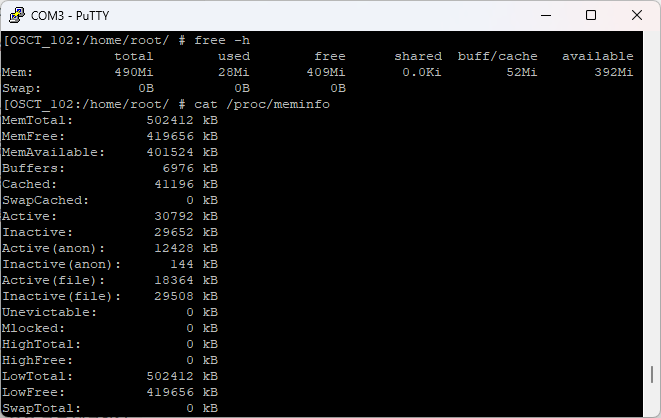 COM3 - PuTTY
[OSCT_102:/home/root/ # free -h
total used free shared buff/cache available
Mem: 490Mi 28Mi 409Mi 0.0Ki 52Mi 392Mi
Swap: 0B 0B 0B
[OSCT_102:/home/root/ # cat /proc/meminfo
MemTotal: 502412 kB
MemFree: 419656 kB
MemAvailable: 401524 kB
Buffers: 6976 kB
Cached: 41196 kB
SwapCached: 0 kB
Active: 30792 kB
Inactive: 29652 kB
Active(anon): 12428 kB
Inactive(anon): 144 kB
Active(file): 18364 kB
Inactive(file): 29508 kB
Unevictable: 0 kB
Mlocked: 0 kB
HighTotal: 0 kB
HighFree: 0 kB
LowTotal: 502412 kB
LowFree: 419656 kB
SwapTotal: 0 kB